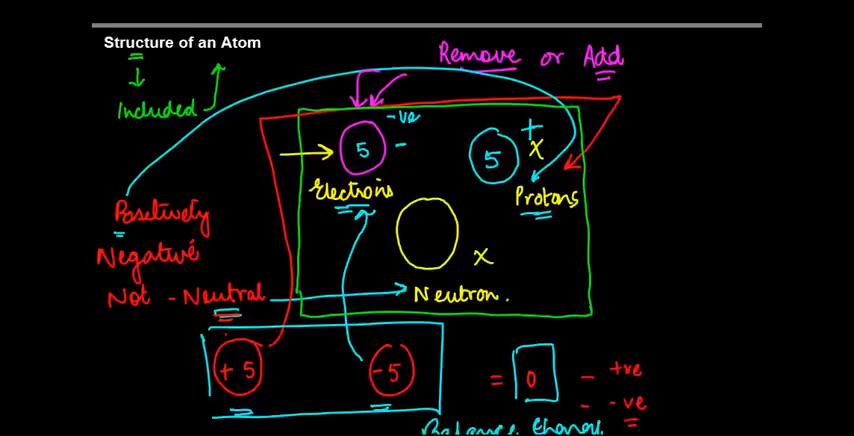 Structure of an Atom
Remove or Add
Included
-ve
5 -
5
+
x
Electrons
Protons
Positively
Negative
x
Not - Neutral
Neutron.
+5
-5
= 0
- +ve
- -ve
Balance